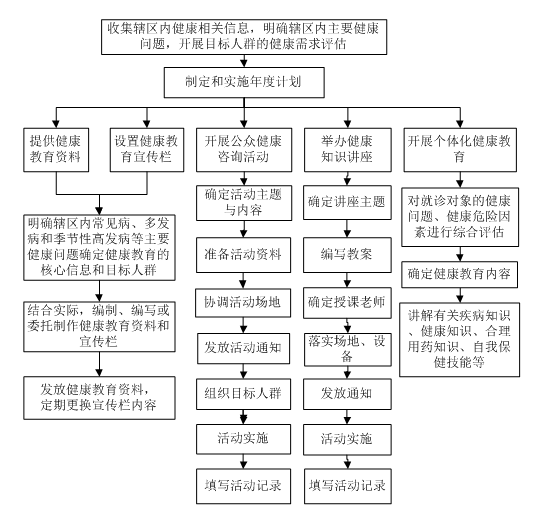 收集辖区内健康相关信息，明确辖区内主要健康
问题，开展目标人群的健康需求评估
制定和实施年度计划
提供健康
教育资料
设置健康教
育宣传栏
开展公众健康
咨询活动
举办健康
知识讲座
开展个体化健康教
育
明确辖区内常见病、多发
病和季节性高发病等主要
健康问题确定健康教育的
核心信息和目标人群
结合实际，编制、编写或
委托制作健康教育资料和
宣传栏
发放健康教育资料，
定期更换宣传栏内容
确定活动主题
与内容
准备活动资料
协调活动场地
发放活动通知
组织目标人群
活动实施
填写活动记录
确定讲座主题
编写教案
确定授课老师
落实场地、设
备
发放通知
活动实施
填写活动记录
对就诊对象的健康
问题、健康危险因
素进行综合评估
确定健康教育内容
讲解有关疾病知识
、健康知识、合理
用药知识、自我保
健技能等